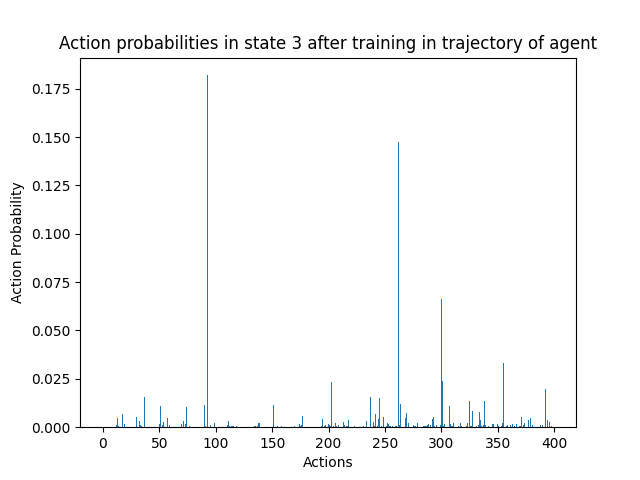 Action probabilities in state 3 after training in trajectory of agent
0.175
0.150
0.125
0.100
0.075
0.050
0.025
0.000
Action Probability
0 50 100 150 200 250 300 350 400
Actions